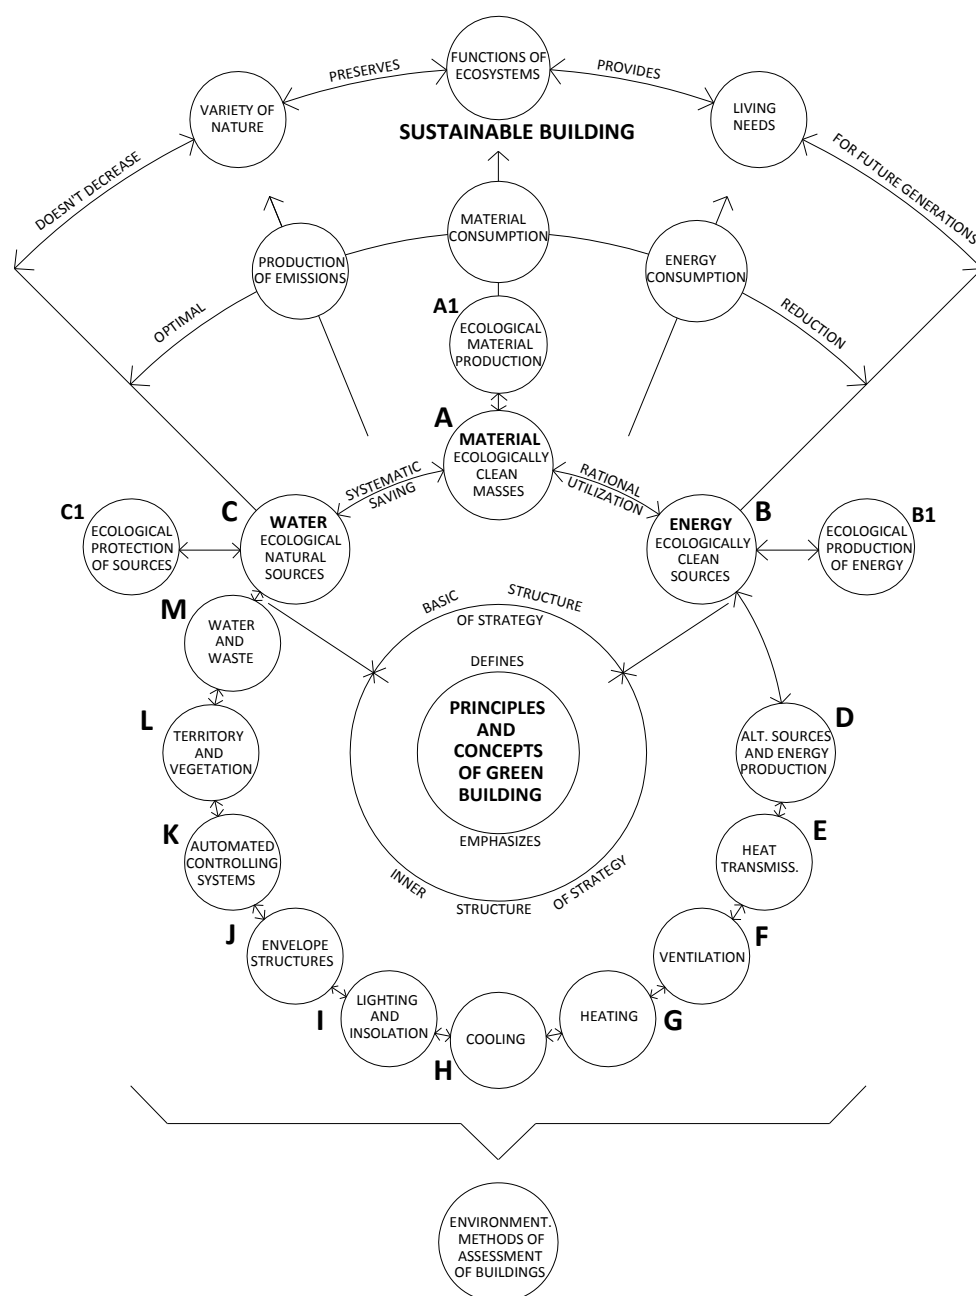 FUNCTIONS OF
ECOSYSTEMS
PRESERVES
PROVIDES
VARIETY OF
NATURE
LIVING
NEEDS
SUSTAINABLE BUILDING
DOESN'T DECREASE
FOR FUTURE GENERATIONS
MATERIAL
CONSUMPTION
PRODUCTION
OF EMISSIONS
ENERGY
CONSUMPTION
OPTIMAL
REDUCTION
A1
ECOLOGICAL
MATERIAL
PRODUCTION
A
MATERIAL
ECOLOGICALLY
CLEAN
MASSES
SYSTEMATIC
SAVING
RATIONAL
UTILIZATION
C1
ECOLOGICAL
PROTECTION
OF SOURCES
C
WATER
ECOLOGICAL
NATURAL
SOURCES
B
ENERGY
ECOLOGICALLY
CLEAN
SOURCES
B1
ECOLOGICAL
PRODUCTION
OF ENERGY
M
WATER
AND
WASTE
BASIC STRUCTURE
OF STRATEGY
DEFINES
PRINCIPLES
AND
CONCEPTS
OF GREEN
BUILDING
EMPHASIZES
INNER STRUCTURE OF STRATEGY
L
TERRITORY
AND
VEGETATION
D
ALT. SOURCES
AND ENERGY
PRODUCTION
K
AUTOMATED
CONTROLLING
SYSTEMS
E
HEAT
TRANSMISS.
J
ENVELOPE
STRUCTURES
F
VENTILATION
I
LIGHTING
AND
INSOLATION
H
COOLING
G
HEATING
ENVIRONMENT.
METHODS OF
ASSESSMENT
OF BUILDINGS